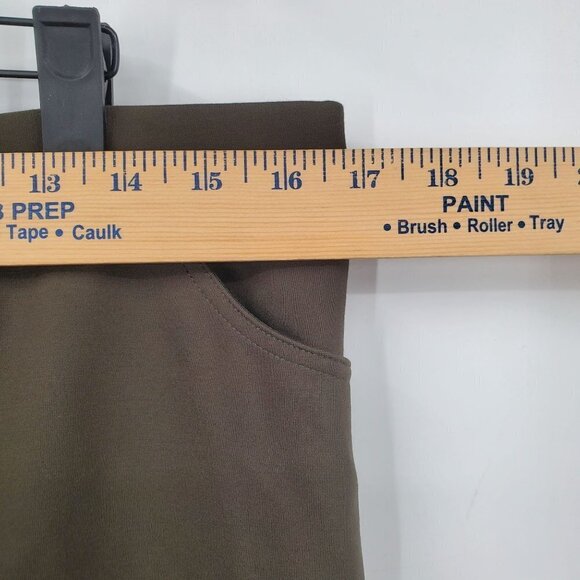 13 14 15 16 17 18 19
PREP PAINT
Tape • Caulk • Brush • Roller • Tray